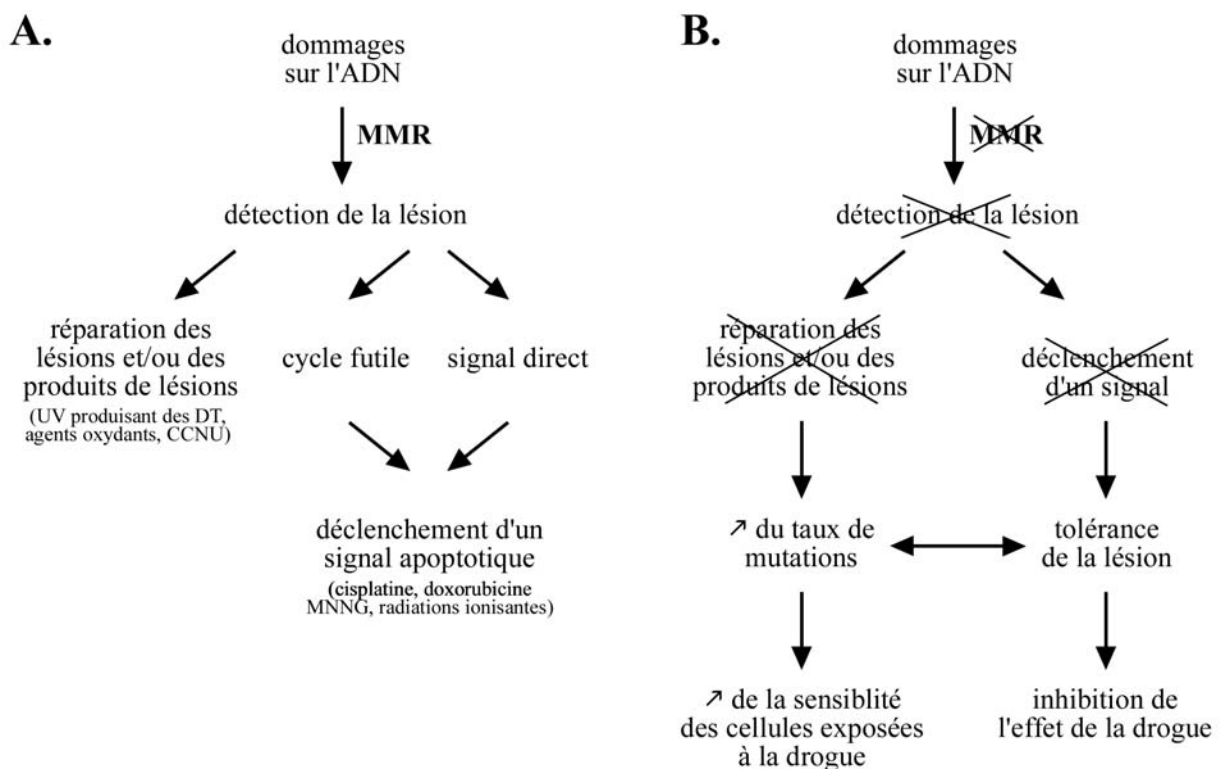 A.
dommages
sur l'ADN
MMR
détection de la lésion
réparation des
lésions et/ou des
produits de lésions
(UV produisant des DT,
agents oxydants, CCNU)
cycle futile
signal direct
déclenchement d'un
signal apoptotique
(cisplatine, doxorubicine
MNNG, radiations ionisantes)
B.
dommages
sur l'ADN
MMR
détection de la lésion
réparation des
lésions et/ou des
produits de lésions
déclenchement
d'un signal
↗ du taux de
mutations
tolérance
de la lésion
↗ de la sensiblité
des cellules exposées
à la drogue
inhibition de
l'effet de la drogue